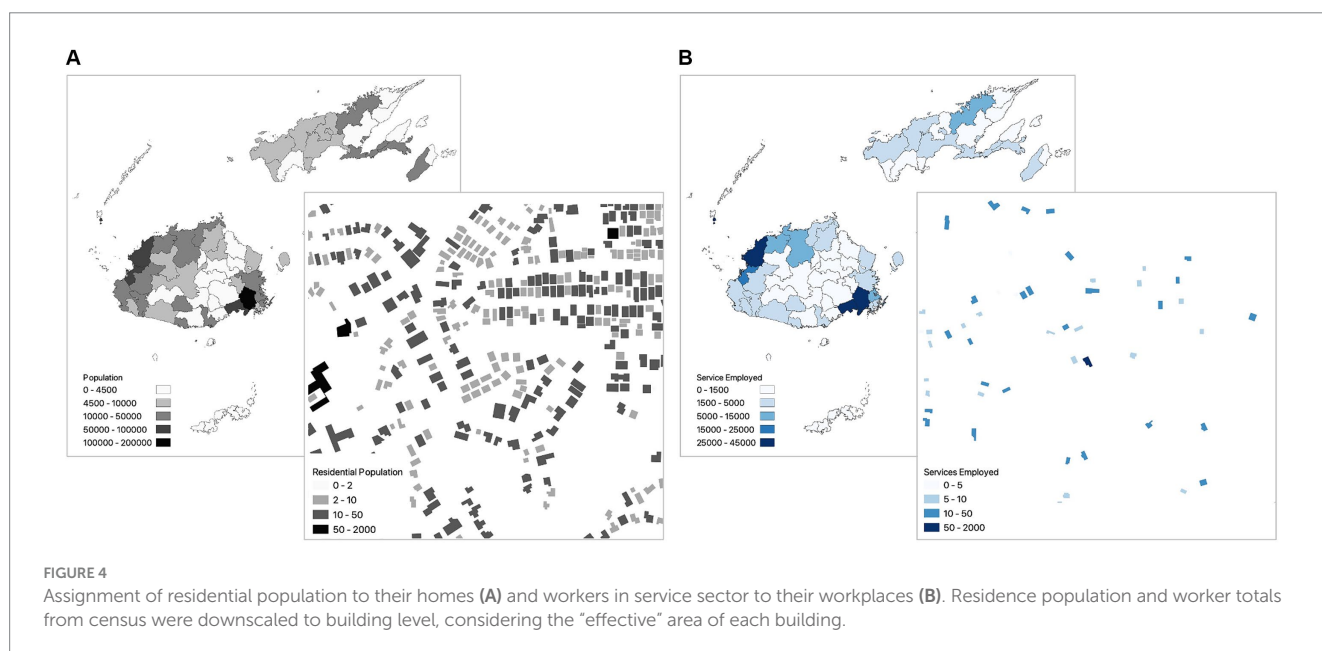 A
B
Population
0 - 4500
4500 - 10000
10000 - 50000
50000 - 100000
100000 - 200000
Residential Population
0 - 2
2 - 10
10 - 50
50 - 2000
Service Employed
0 - 1500
1500 - 5000
5000 - 15000
15000 - 25000
25000 - 45000
Services Employed
0 - 5
5 - 10
10 - 50
50 - 2000
FIGURE 4
Assignment of residential population to their homes (A) and workers in service sector to their workplaces (B). Residence population and worker totals
from census were downscaled to building level, considering the “effective” area of each building.